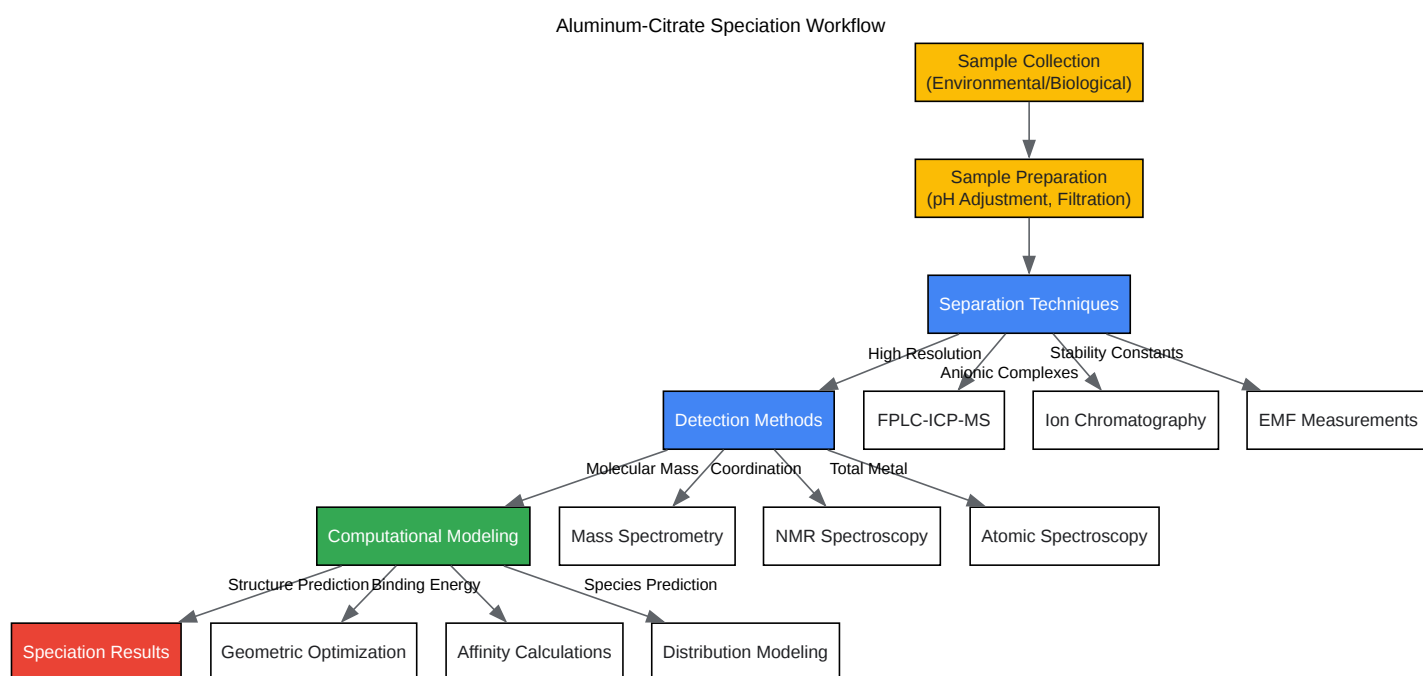 Aluminum-Citrate Speciation Workflow
Sample Collection
(Environmental/Biological)
Sample Preparation
(pH Adjustment, Filtration)
Separation Techniques
High Resolution
Anionic Complexes
Stability Constants
Detection Methods
FPLC-ICP-MS
Ion Chromatography
EMF Measurements
Molecular Mass
Coordination
Total Metal
Computational Modeling
Mass Spectrometry
NMR Spectroscopy
Atomic Spectroscopy
Structure Prediction
Binding Energy
Species Prediction
Speciation Results
Geometric Optimization
Affinity Calculations
Distribution Modeling